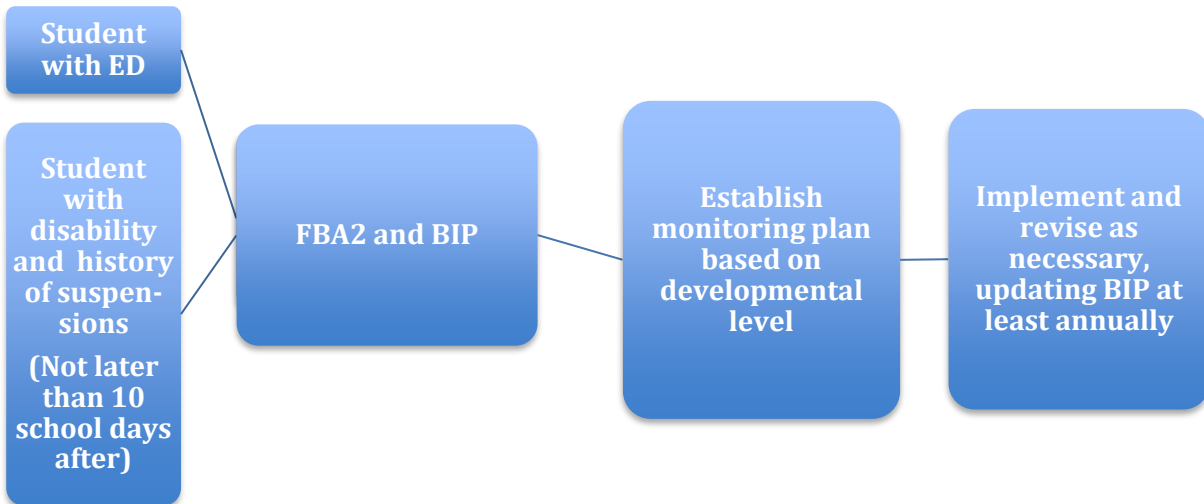 Student
with ED
Student
with
disability
and history
of suspen-
sions
(Not later
than 10
school days
after)
FBA2 and BIP
Establish
monitoring plan
based on
developmental
level
Implement and
revise as
necessary,
updating BIP at
least annually